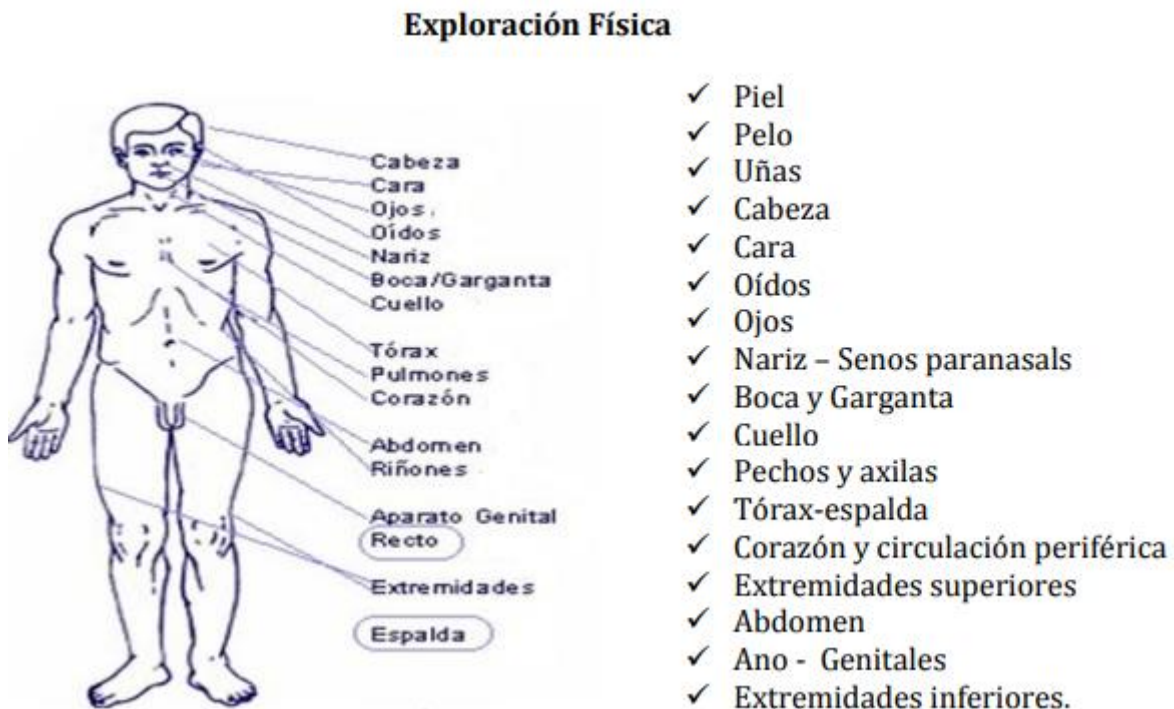 Exploración Física
Cabeza
Cara
Ojos.
Oídos
Nariz
Boca/Garganta
Cuello
Tórax
Pulmones
Corazón
Abdomen
Riñones
Aparato Genital
Recto
Extremidades
Espalda
✓ Piel
✓ Pelo
✓ Uñas
✓ Cabeza
✓ Cara
✓ Oídos
✓ Ojos
✓ Nariz – Senos paranasals
✓ Boca y Garganta
✓ Cuello
✓ Pechos y axilas
✓ Tórax-espalda
✓ Corazón y circulación periférica
✓ Extremidades superiores
✓ Abdomen
✓ Ano - Genitales
✓ Extremidades inferiores.